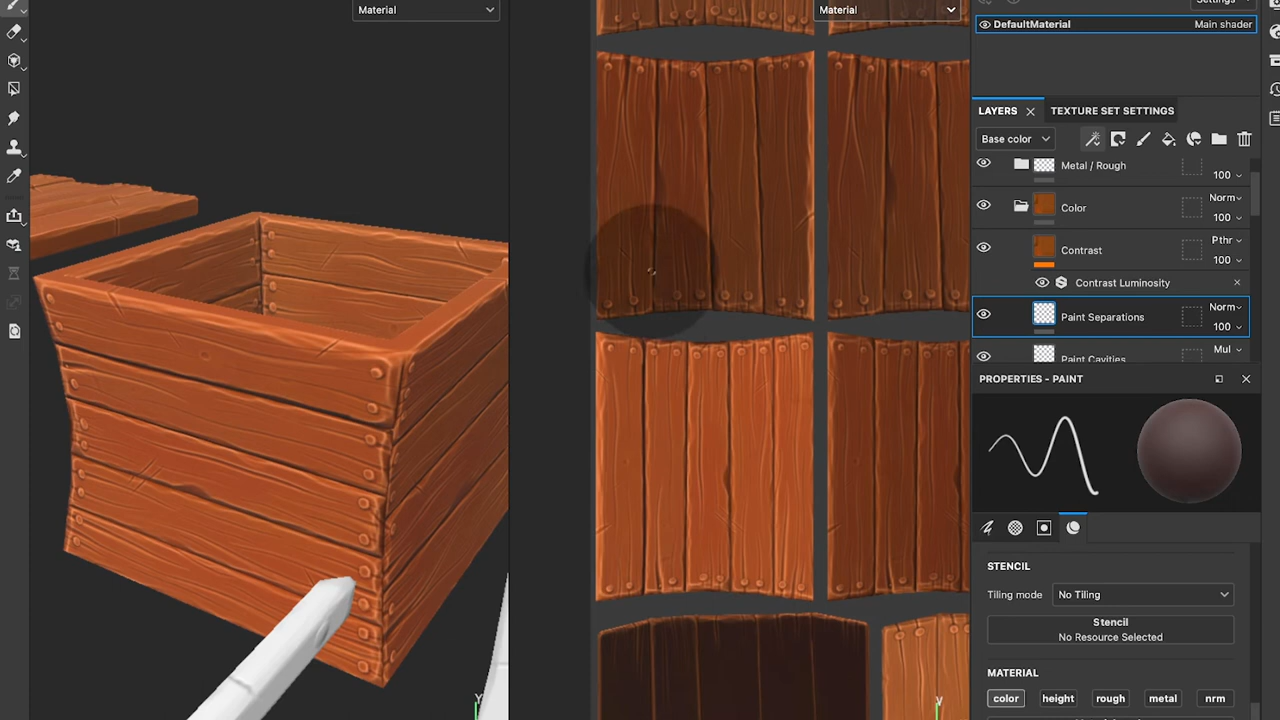 Material
Material
Settings
DefaultMaterial Main shader
LAYERS TEXTURE SET SETTINGS
Base color
Metal / Rough 100
Color Norm 100
Contrast Pthr 100
Contrast Luminosity
Paint Separations Norm 100
Paint Cavities Mul
PROPERTIES - PAINT
STENCIL
Tiling mode No Tiling
Stencil
No Resource Selected
MATERIAL
color height rough metal nrm
Y
V